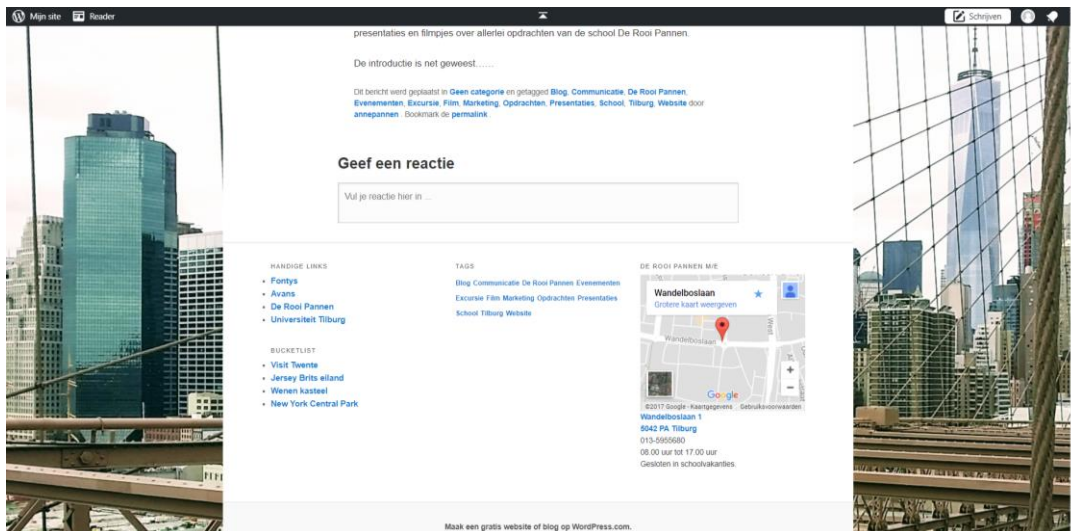 Mijn site Reader Schrijven
presentaties en filmpjes over allerlei opdrachten van de school De Rooi Pannen.
De introductie is net geweest……
Dit bericht werd geplaatst in Geen categorie en getagged Blog, Communicatie, De Rooi Pannen,
Evenementen, Excursie, Film, Marketing, Opdrachten, Presentaties, School, Tilburg, Website door
annepannen. Bookmark de permalink.
Geef een reactie
Vul je reactie hier in ...
HANDIGE LINKS
• Fontys
• Avans
• De Rooi Pannen
• Universiteit Tilburg
BUCKETLIST
• Visit Twente
• Jersey Brits eiland
• Wenen kasteel
• New York Central Park
TAGS
Blog Communicatie De Rooi Pannen Evenementen
Excursie Film Marketing Opdrachten Presentaties
School Tilburg Website
DE ROOI PANNEN M/E
Wandelboslaan
Grotere kaart weergeven
West
Wandelboslaan
Google
©2017 Google - Kaartgegevens Gebruiksvoorwaarden
Wandelboslaan 1
5042 PA Tilburg
013-5955680
08.00 uur tot 17.00 uur
Gesloten in schoolvakanties.
Maak een gratis website of blog op WordPress.com.